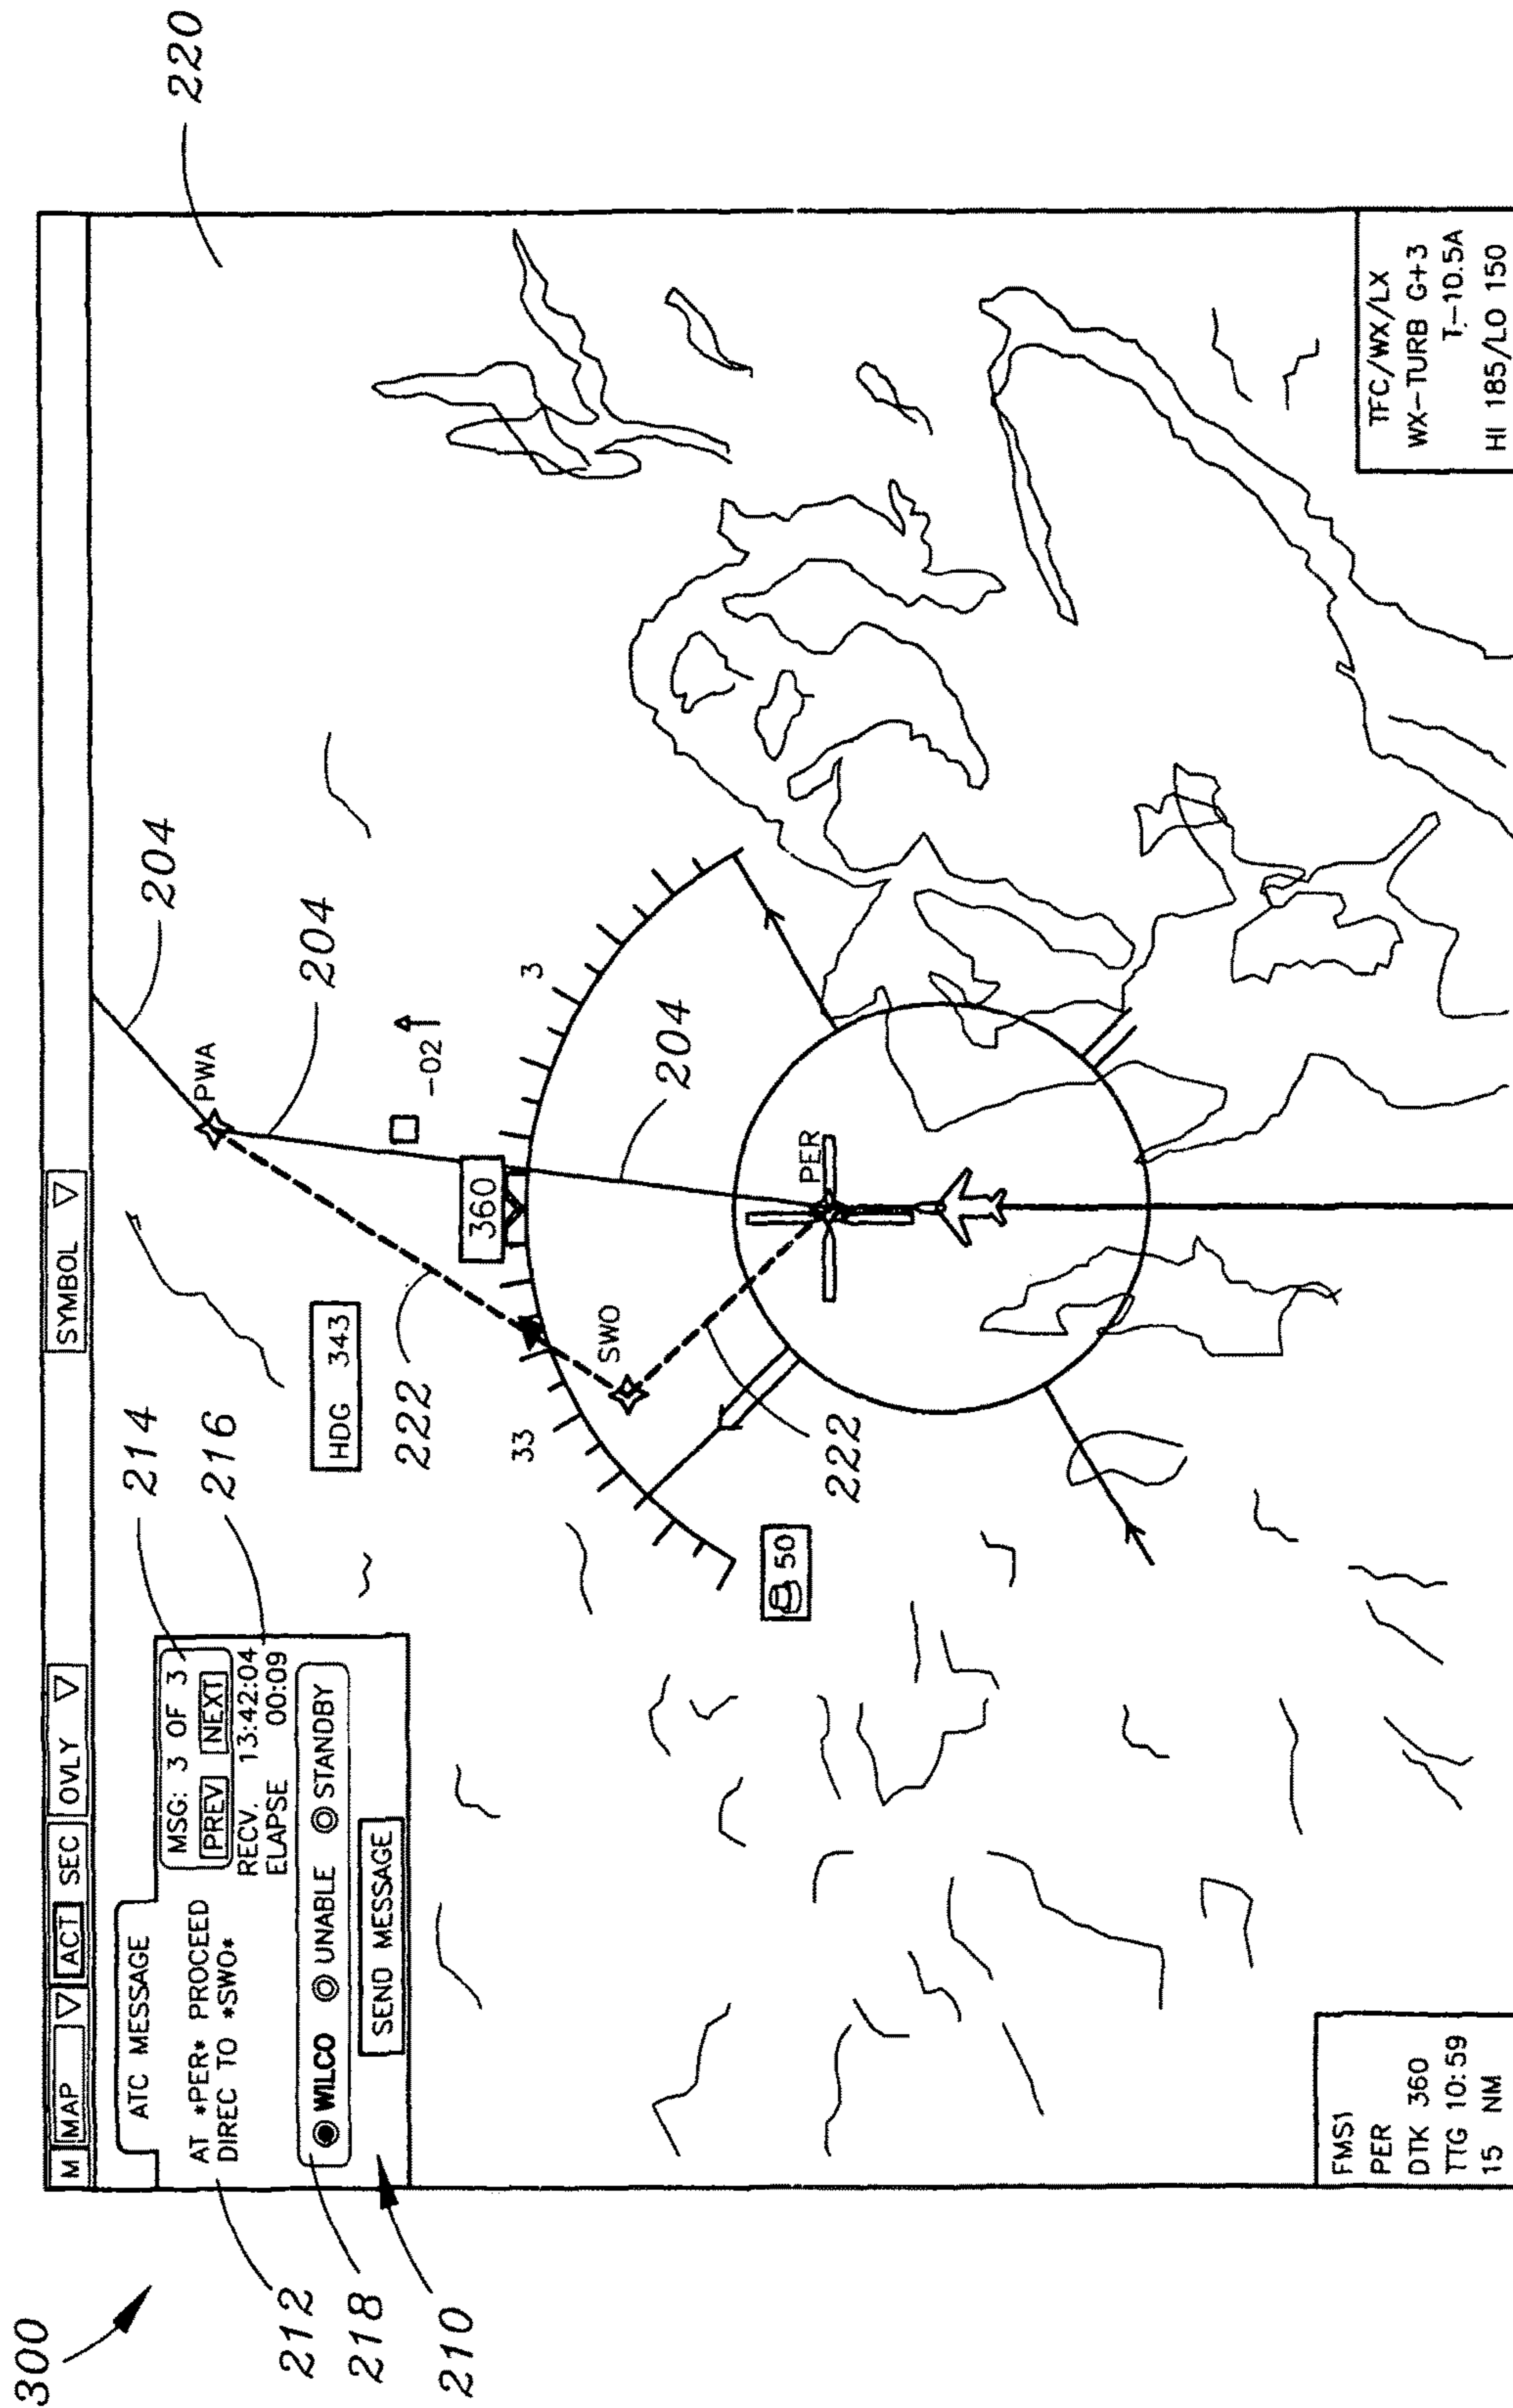 300
M MAP ▽ ACT SEC OVLY ▽ SYMBOL ▽
ATC MESSAGE
AT *PER* PROCEED
DIREC TO *SWO*
MSG: 3 OF 3
PREV NEXT
RECV. 13:42:04
ELAPSE 00:09
WILCO UNABLE STANDBY
SEND MESSAGE
212
218
210
214
216
HDG 343
222
360
33
3
SWO
PWA
-02
PER
50
222
204
204
204
220
FMS1
PER
DTK 360
TTG 10:59
15 NM
TFC/WX/LX
WX-TURB G+3
T-10.5A
HI 185/LO 150